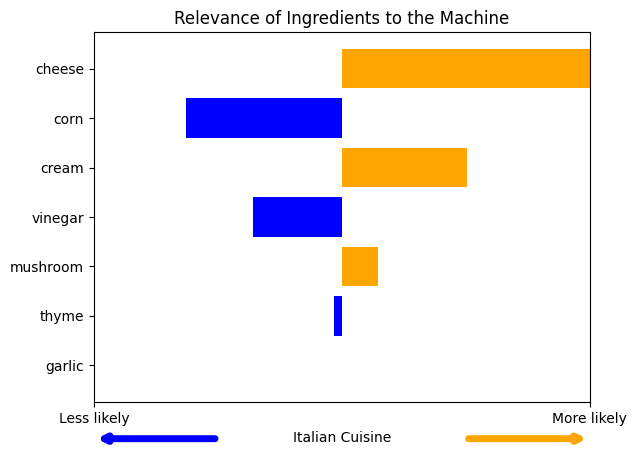 Relevance of Ingredients to the Machine
cheese
corn
cream
vinegar
mushroom
thyme
garlic
Less likely
More likely
Italian Cuisine